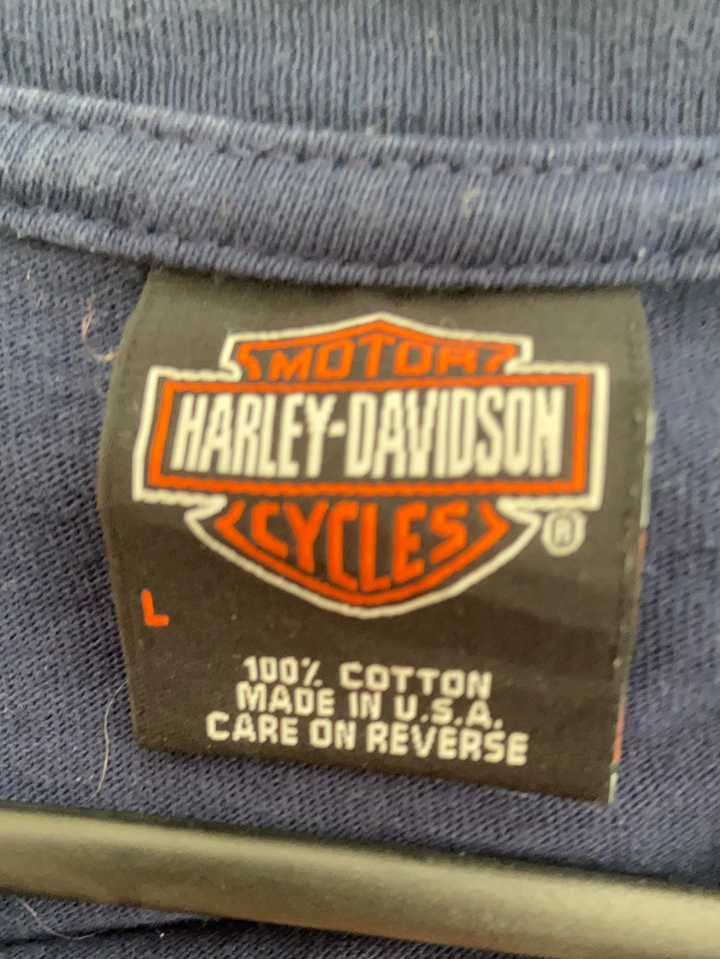 MOTOR
HARLEY-DAVIDSON
CYCLES
®
L
100% COTTON
MADE IN U.S.A.
CARE ON REVERSE